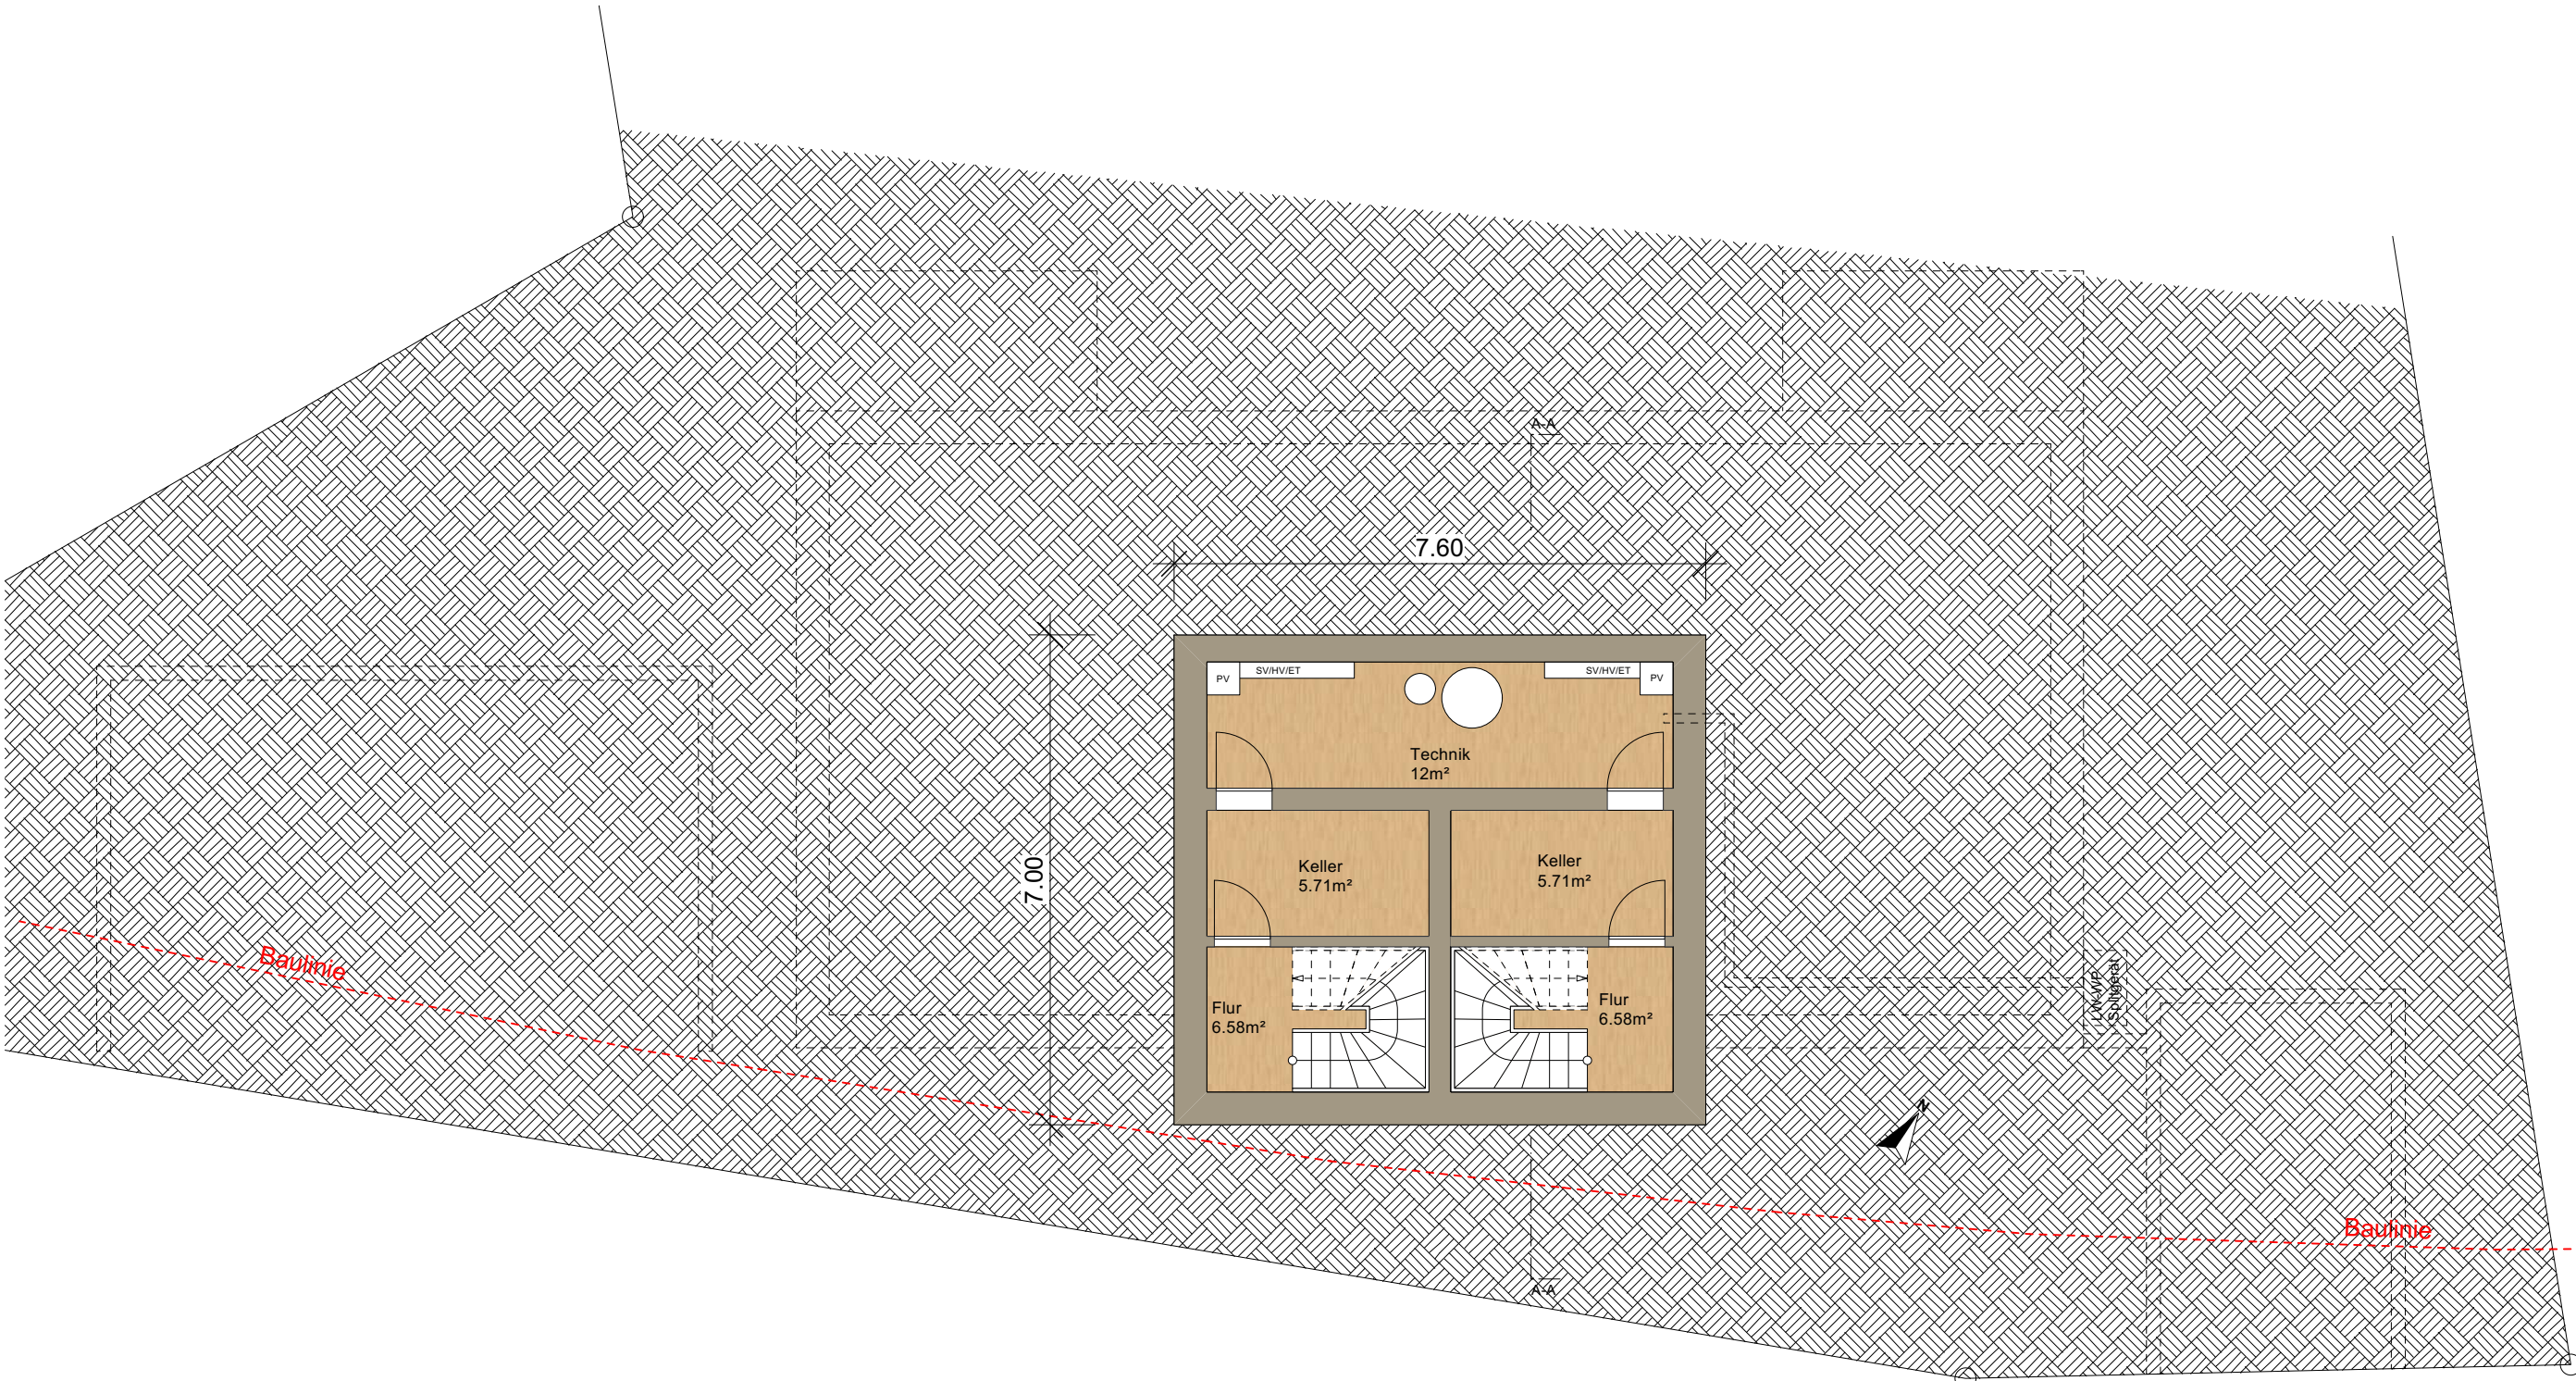 A-A
7.60
7.00
PV
SV/HV/ET
SV/HV/ET
PV
Technik
12m²
Keller
5.71m²
Keller
5.71m²
Flur
6.58m²
Flur
6.58m²
Baulinie
LW-WP
Splitgerät
N
Baulinie
A-A